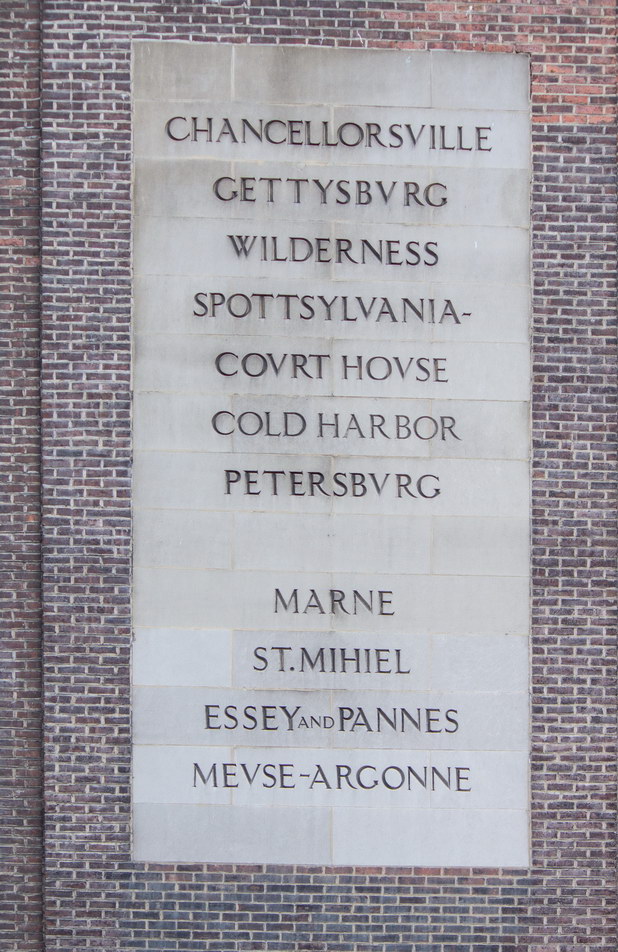 CHANCELLORSVILLE
GETTYSBVRG
WILDERNESS
SPOTTSYLVANIA-
COVRT HOVSE
COLD HARBOR
PETERSBVRG
MARNE
ST. MIHIEL
ESSEY AND PANNES
MEVSE-ARGONNE